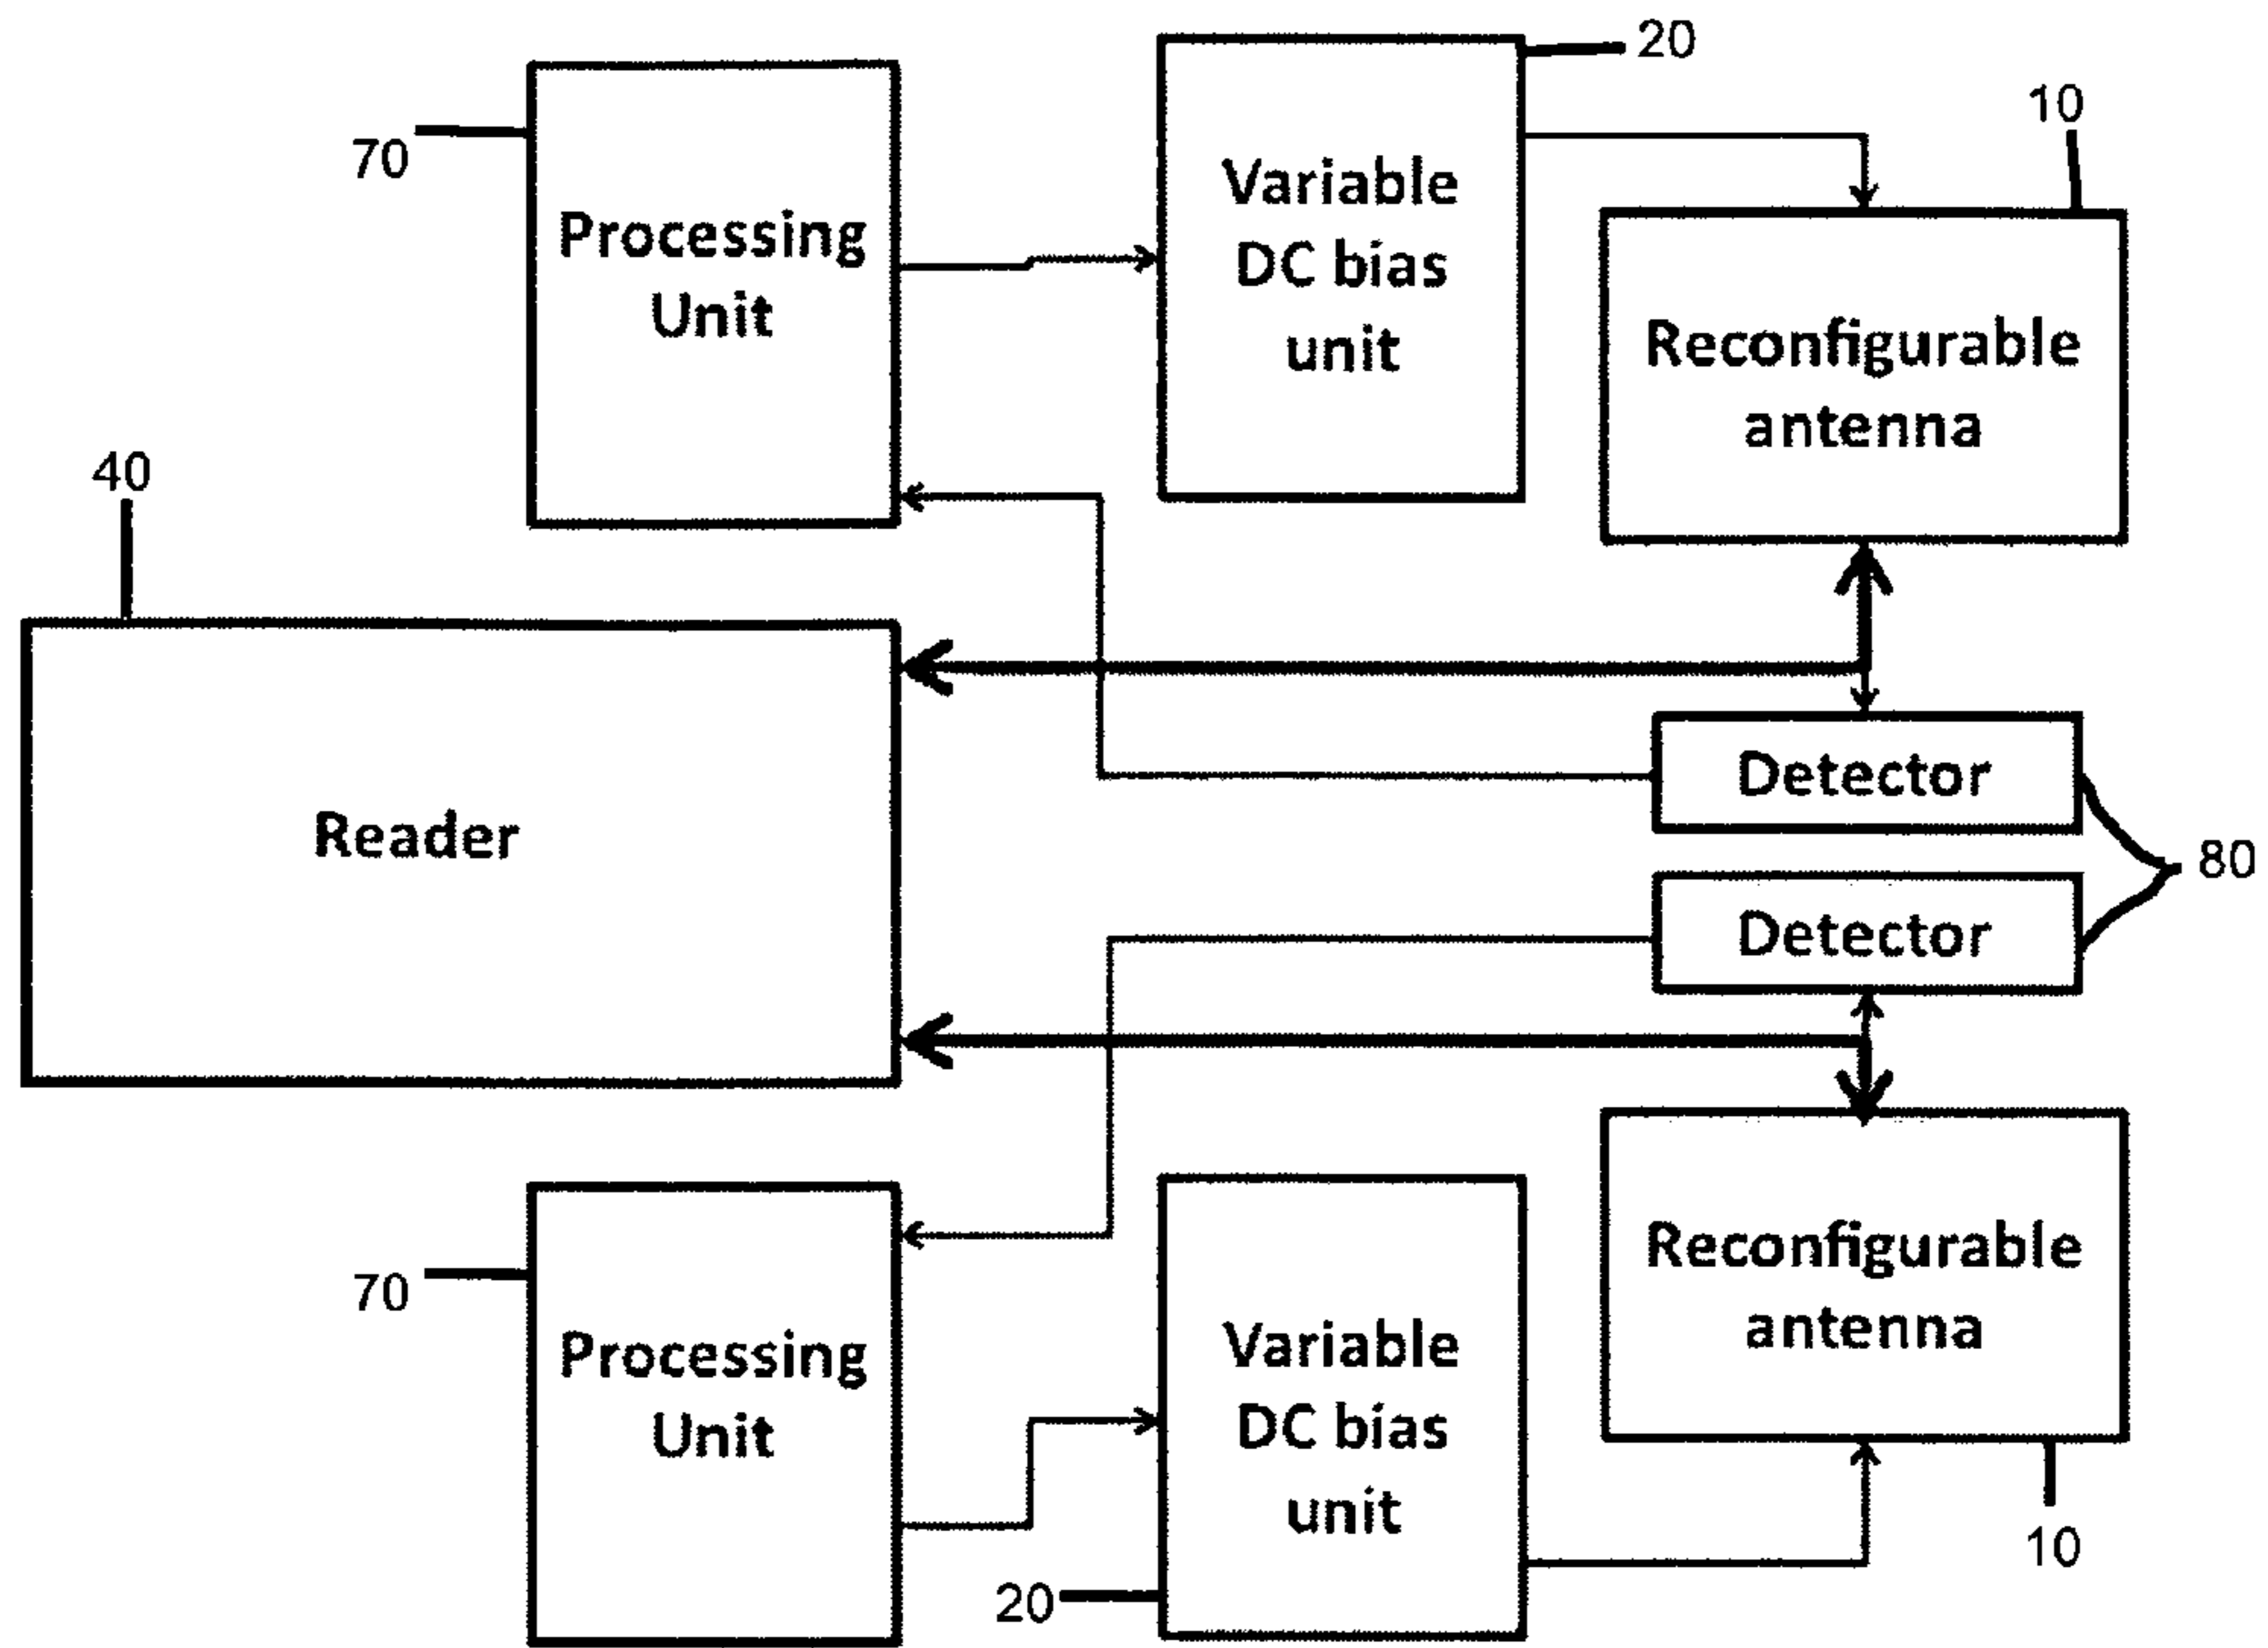 20
10
70
Processing
Unit
Variable
DC bias
unit
Reconfigurable
antenna
40
Reader
Detector
80
Detector
70
Processing
Unit
Variable
DC bias
unit
Reconfigurable
antenna
10
20